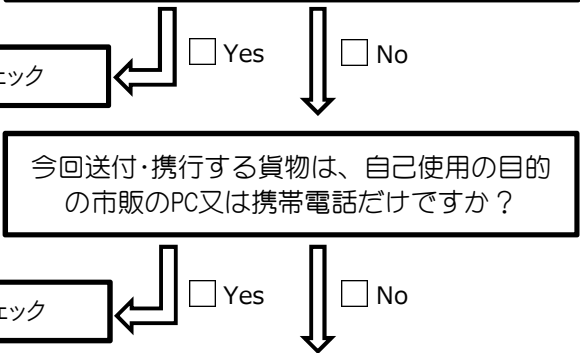 ☐ Yes ☐ No
ェック
今回送付･携行する貨物は、自己使用の目的
の市販のPC又は携帯電話だけですか？
☐ Yes ☐ No
ェック